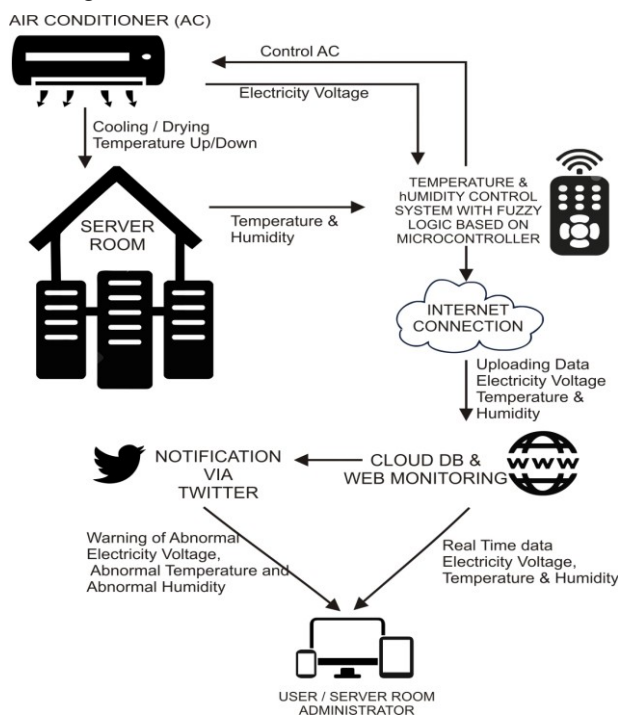 AIR CONDITIONER (AC)
Control AC
Electricity Voltage
Cooling / Drying
Temperature Up/Down
TEMPERATURE &
hUMIDITY CONTROL
SYSTEM WITH FUZZY
LOGIC BASED ON
MICROCONTROLLER
SERVER
ROOM
Temperature &
Humidity
INTERNET
CONNECTION
Uploading Data
Electricity Voltage
Temperature &
Humidity
NOTIFICATION
VIA
TWITTER
CLOUD DB &
WEB MONITORING
www
Warning of Abnormal
Electricity Voltage,
Abnormal Temperature and
Abnormal Humidity
Real Time data
Electricity Voltage,
Temperature & Humidity
USER / SERVER ROOM
ADMINISTRATOR